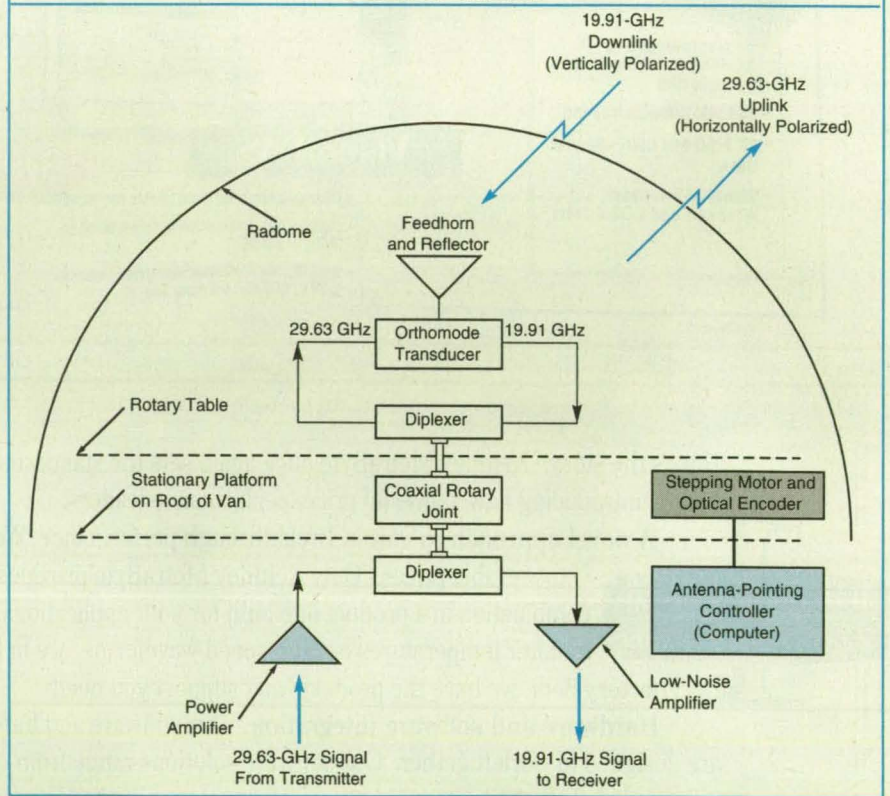 19.91-GHz
Downlink
(Vertically Polarized)
29.63-GHz
Uplink
(Horizontally Polarized)
Radome
Feedhorn
and Reflector
29.63 GHz
Orthomode
Transducer
19.91 GHz
Rotary Table
Diplexer
Stationary Platform
on Roof of Van
Coaxial Rotary
Joint
Stepping Motor and
Optical Encoder
Diplexer
Antenna-Pointing
Controller
(Computer)
Power
Amplifier
Low-Noise
Amplifier
29.63-GHz Signal
From Transmitter
19.91-GHz Signal
to Receiver